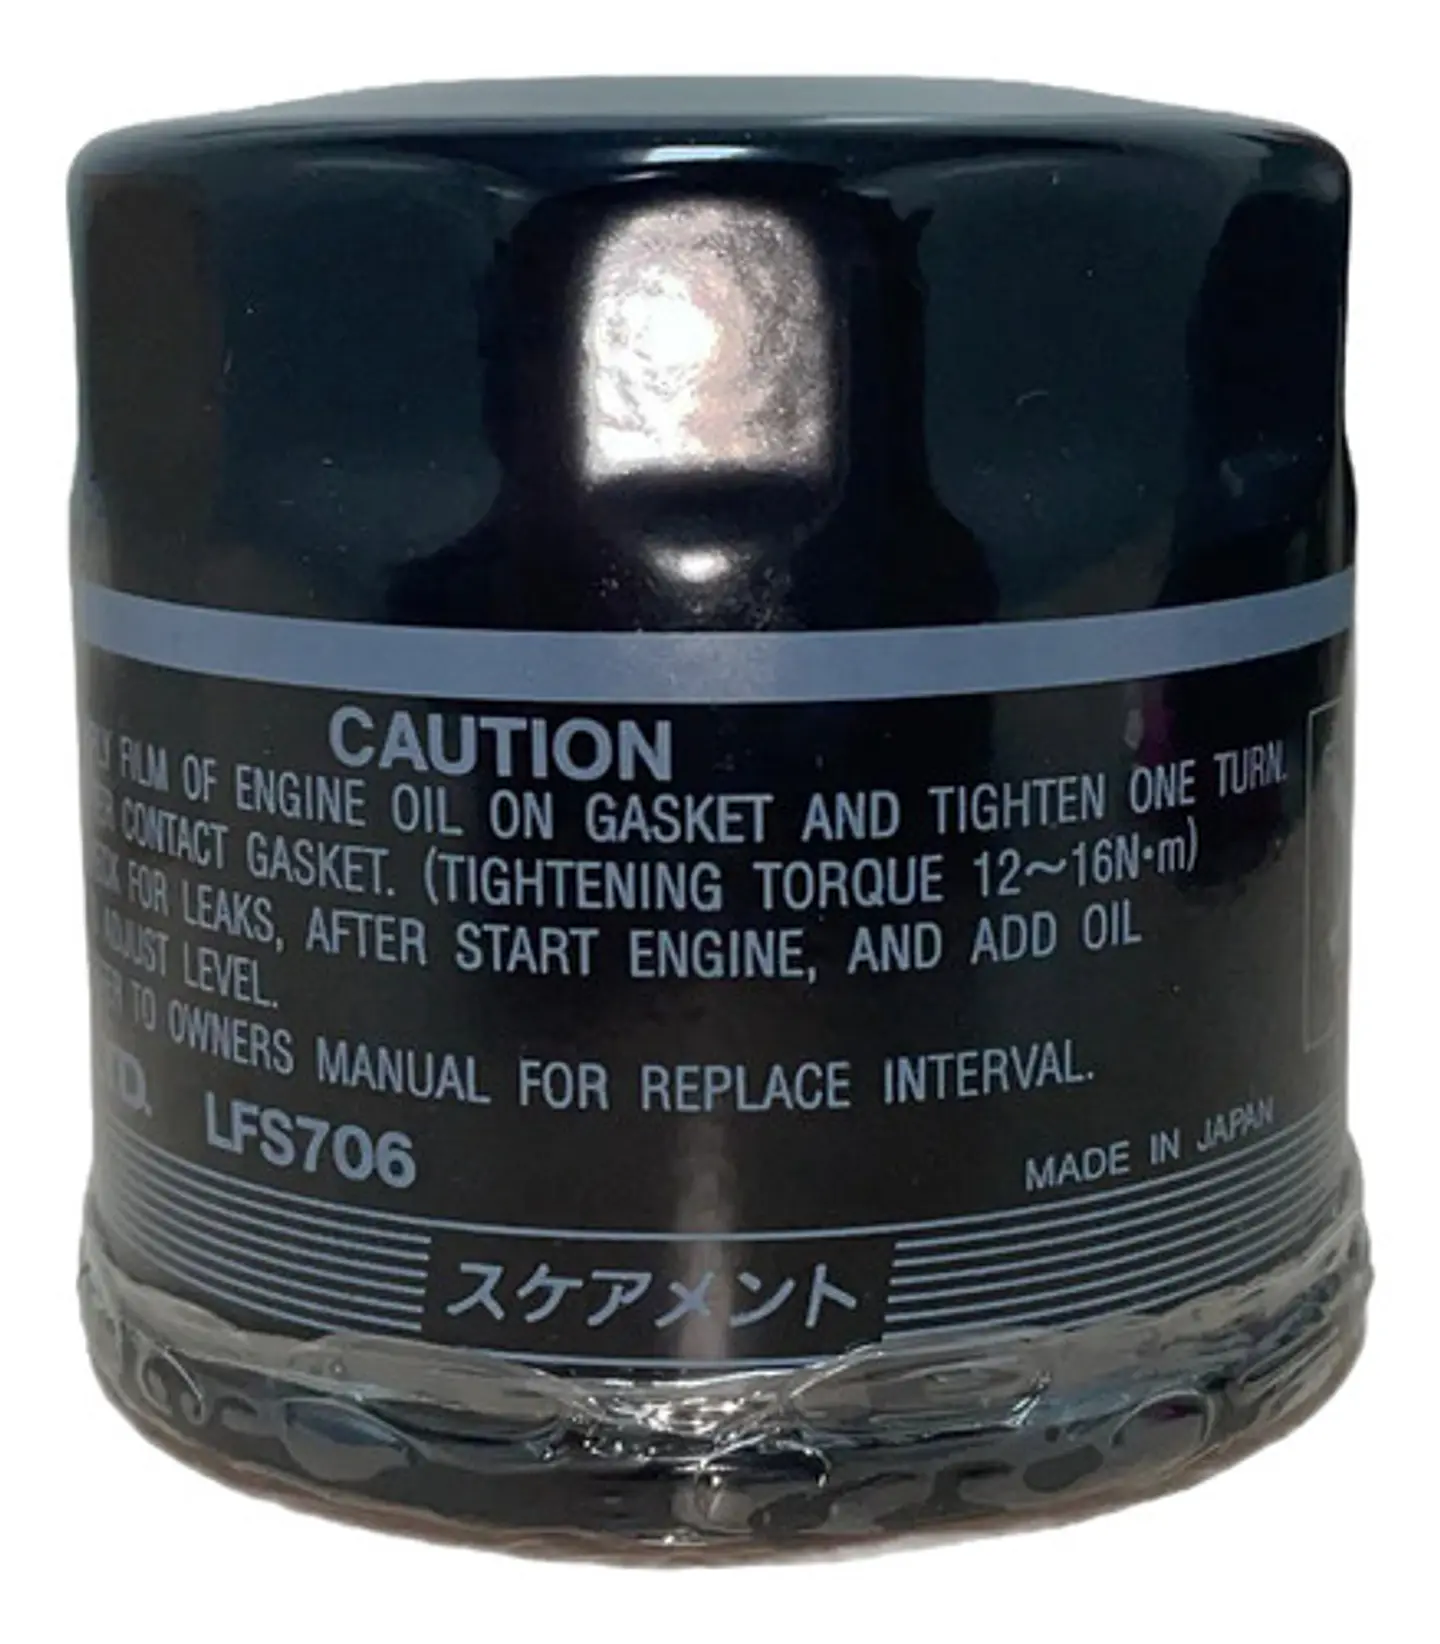 CAUTION
FILM OF ENGINE OIL ON GASKET AND TIGHTEN ONE TURN.
CONTACT GASKET. (TIGHTENING TORQUE 12~16N·m)
FOR LEAKS, AFTER START ENGINE, AND ADD OIL
ADJUST LEVEL.
TO OWNERS MANUAL FOR REPLACE INTERVAL.
LFS706
MADE IN JAPAN
スケアメント